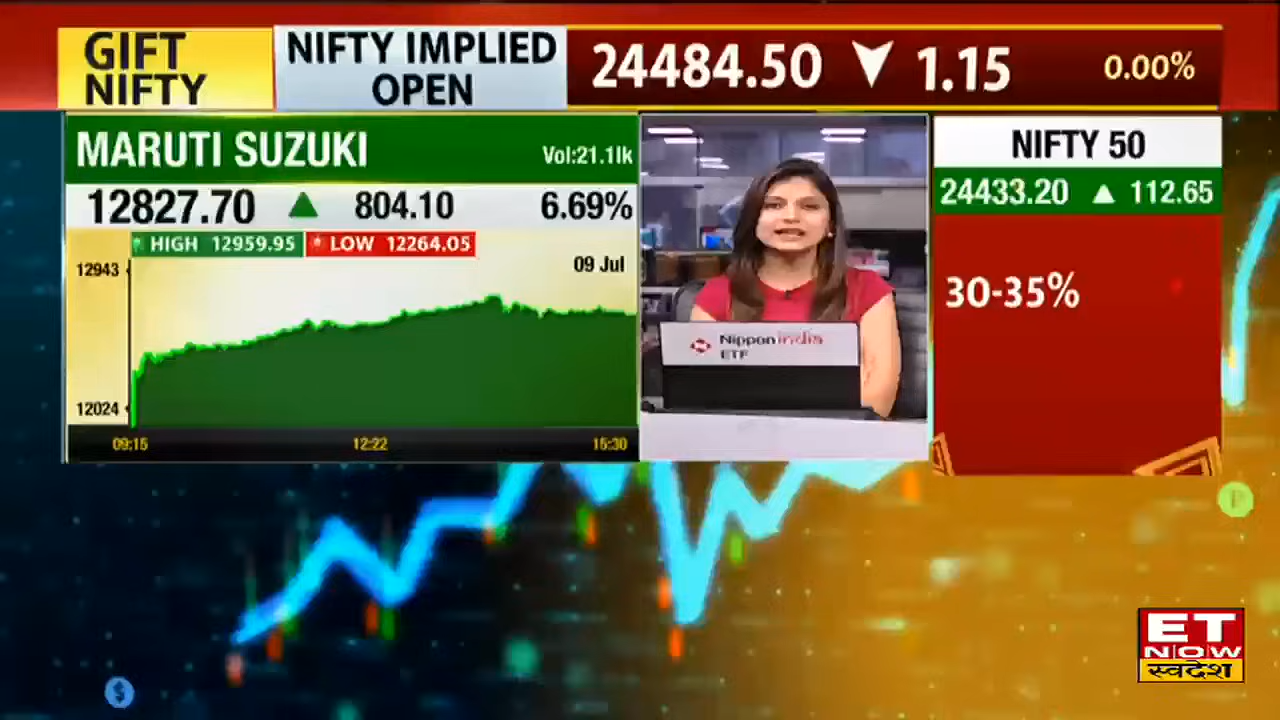 GIFT
NIFTY
NIFTY IMPLIED
OPEN
24484.50 ▼ 1.15 0.00%
MARUTI SUZUKI Vol:21.1lk
12827.70 ▲ 804.10 6.69%
HIGH 12959.95 LOW 12264.05
09 Jul
12943
12024
09:15 12:22 15:30
Nippon india
ETF
NIFTY 50
24433.20 ▲ 112.65
30-35%
ET
NOW
स्वदेश